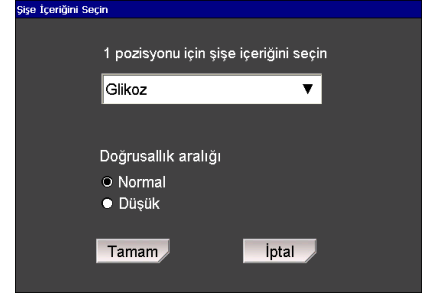 Şişe İçeriğini Seçin
1 pozisyonu için şişe içeriğini seçin
Glikoz
Doğrusallık aralığı
Normal
Düşük
Tamam
İptal